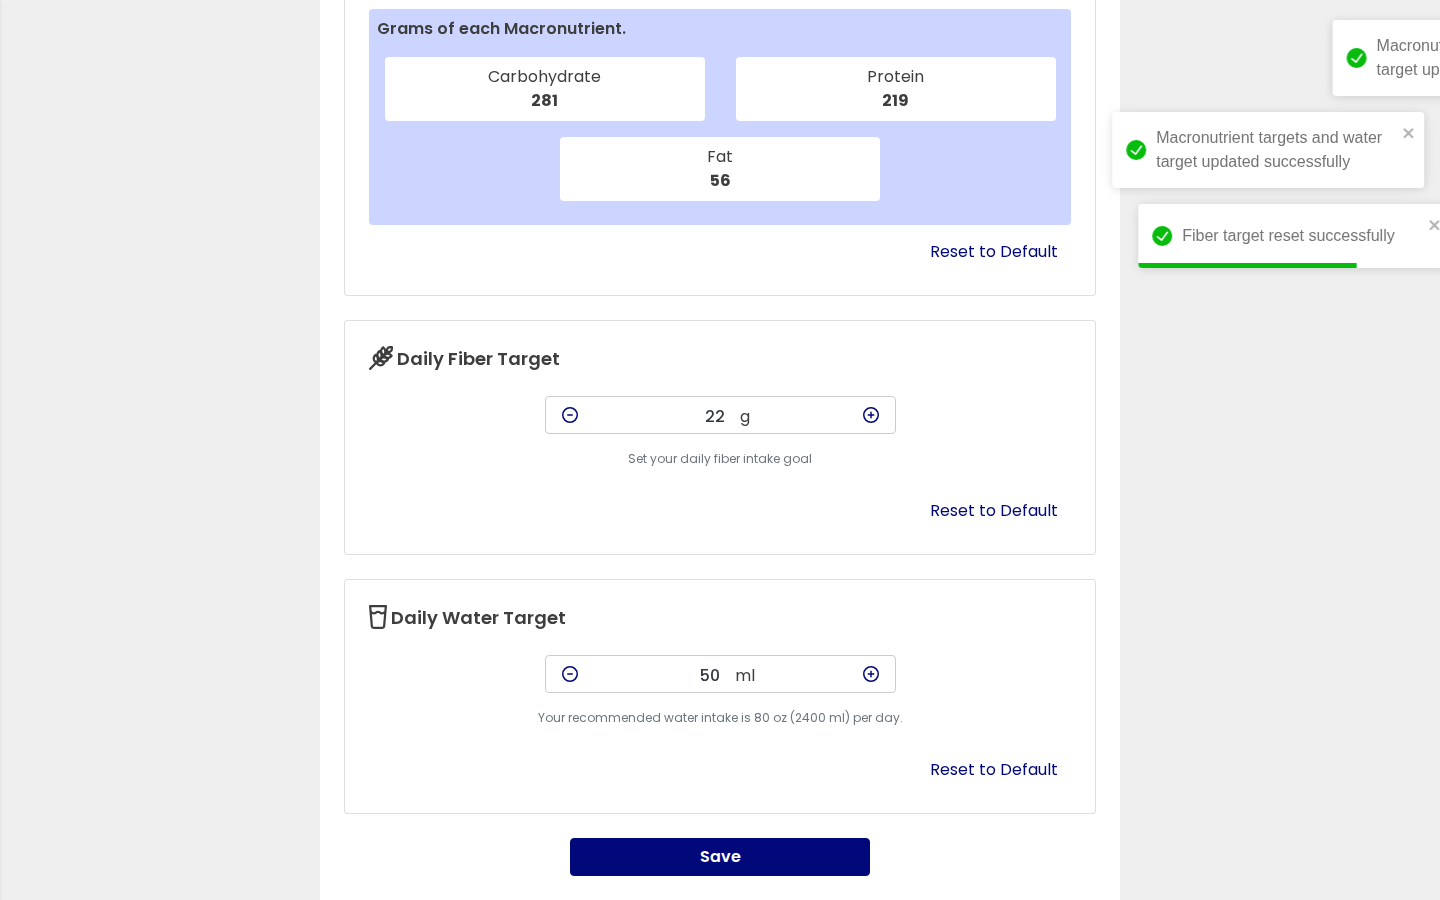 Grams of each Macronutrient.
Carbohydrate
281
Protein
219
Fat
56
Reset to Default
Daily Fiber Target
22 g
Set your daily fiber intake goal
Reset to Default
Daily Water Target
50 ml
Your recommended water intake is 80 oz (2400 ml) per day.
Reset to Default
Save
target up
Macronutrient targets and water
target updated successfully
Fiber target reset successfully